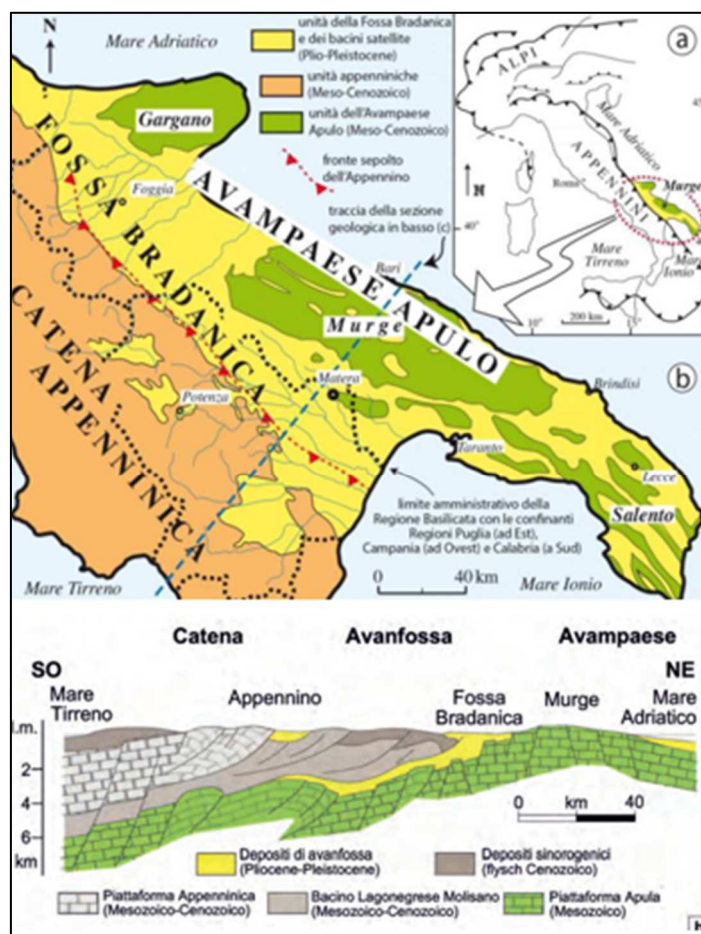 N
Mare Adriatico
unità della Fossa Bradanica
e dei bacini satellite
(Plio-Pleistocene)
unità appenniniche
(Meso-Cenozoico)
unità dell'Avampaese
Apulo (Meso-Cenozoico)
fronte sepolto
dell'Appennino
traccia della sezione
geologica in basso (c)
a
ALPI
Mare Adriatico
APPENNINI
Roma
Murge
N
40°
Mare
Tirreno
Mare
Ionio
10°
200 km
15°
Gargano
FOSSA BRADANICA
Foggia
AVAMPAESE APULO
Bari
Murge
b
CATENA
APPENNINICA
Matera
Potenza
Brindisi
Taranto
Lecce
Salento
limite amministrativo della
Regione Basilicata con le confinanti
Regioni Puglia (ad Est),
Campania (ad Ovest) e Calabria (a Sud)
Mare Tirreno
0 40 km
Mare Ionio
Catena Avanfossa Avampaese
SO NE
Mare
Tirreno
Appennino
Fossa
Bradanica
Murge
Mare
Adriatico
l.m.
2
4
6
km
0 km 40
Depositi di avanfossa
(Pliocene-Pleistocene)
Depositi sinorogenici
(flysch Cenozoico)
Piattaforma Appenninica
(Mesozoico-Cenozoico)
Bacino Lagonegrese Molisano
(Mesozoico-Cenozoico)
Piattaforma Apula
(Mesozoico)